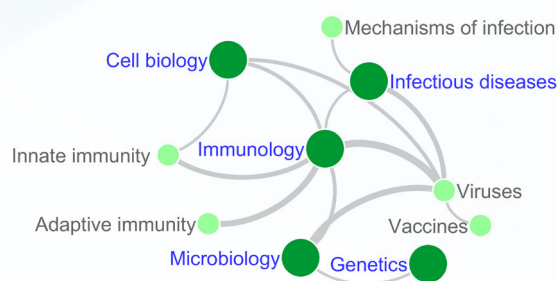 Mechanisms of infection
Cell biology
Infectious diseases
Innate immunity
Immunology
Viruses
Adaptive immunity
Vaccines
Microbiology
Genetics